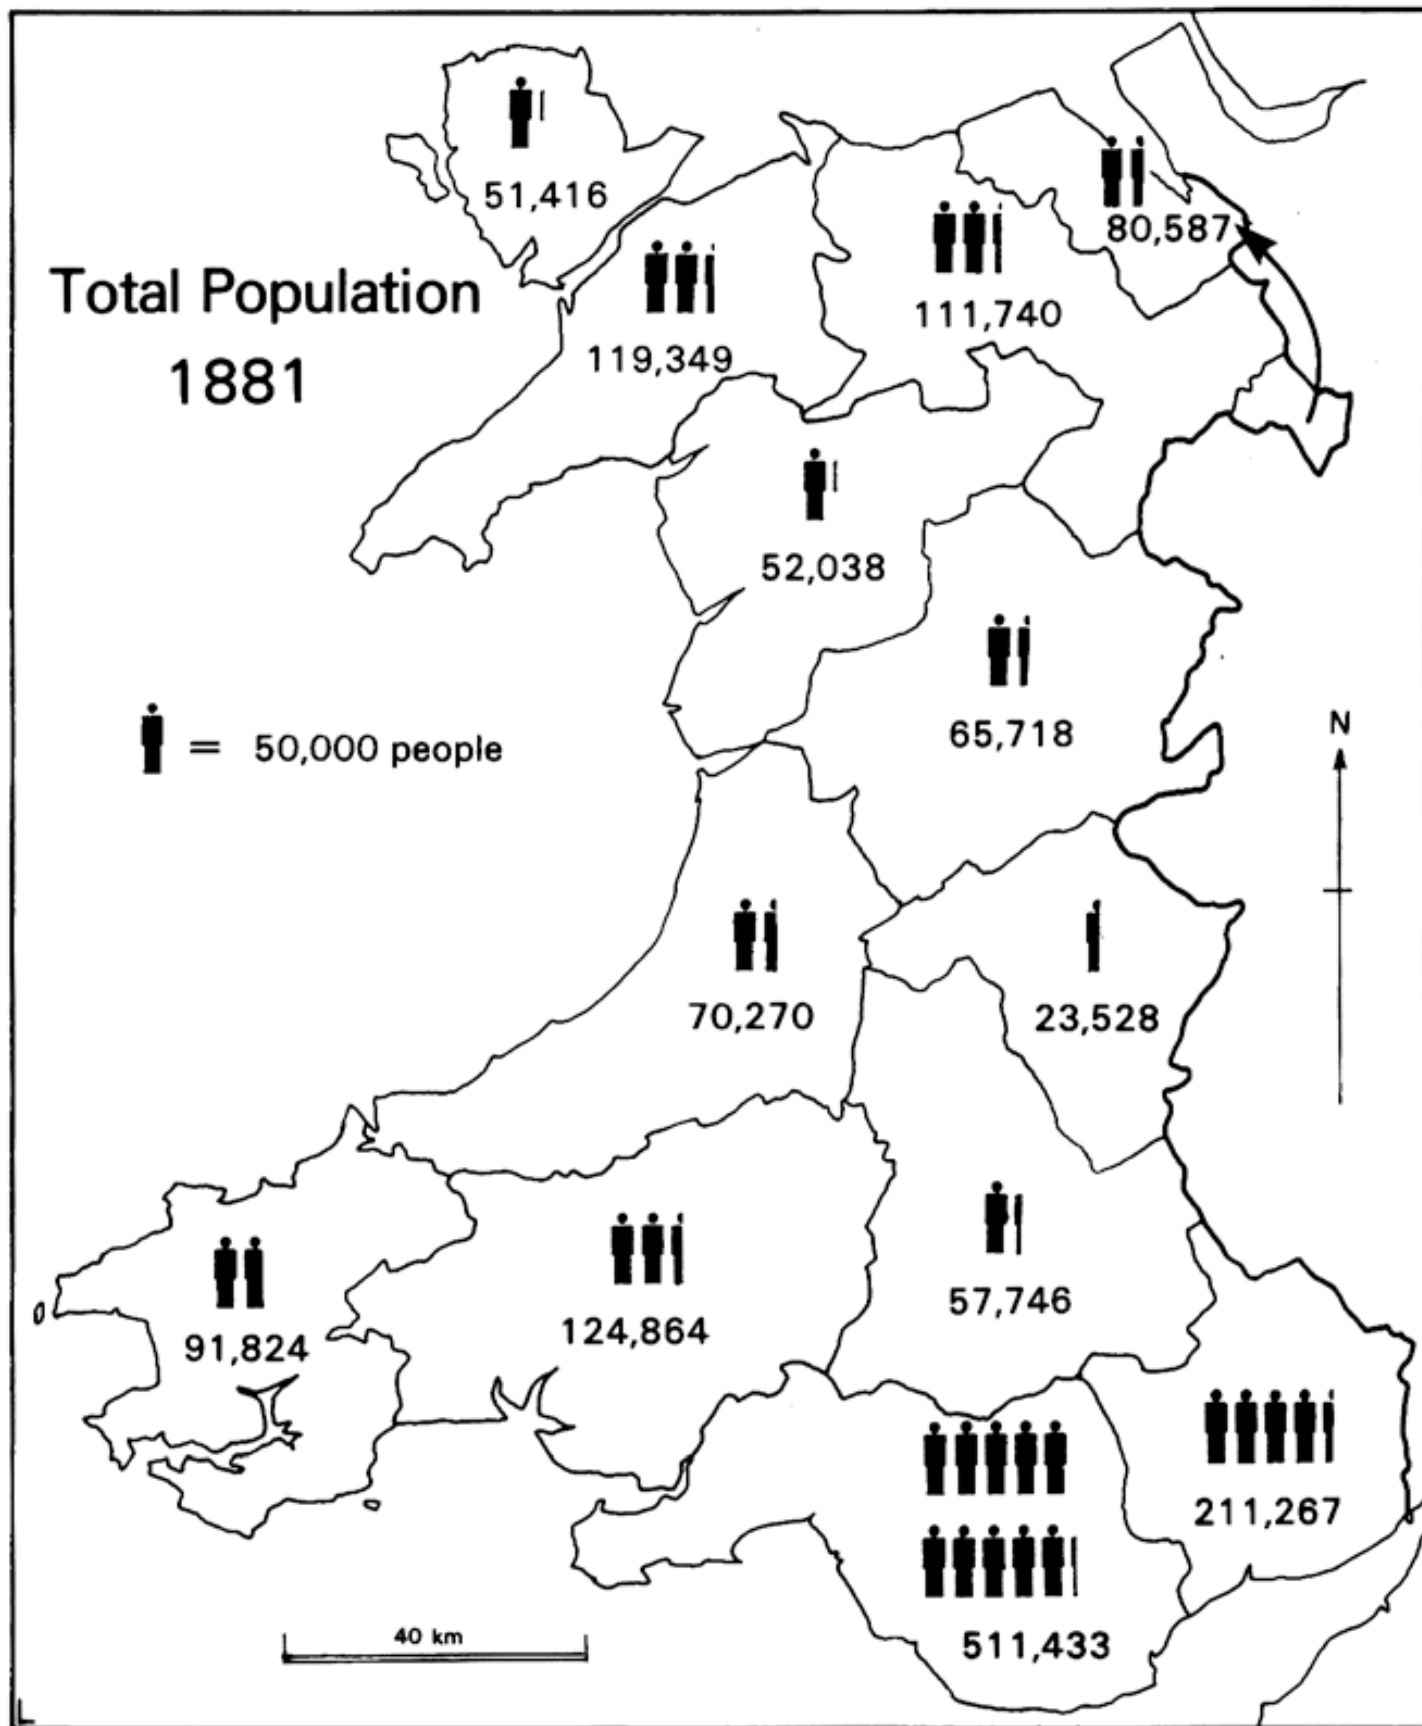 51,416
80,587
Total Population
1881
111,740
119,349
52,038
65,718
N
= 50,000 people
70,270
23,528
57,746
124,864
91,824
211,267
40 km
511,433
L